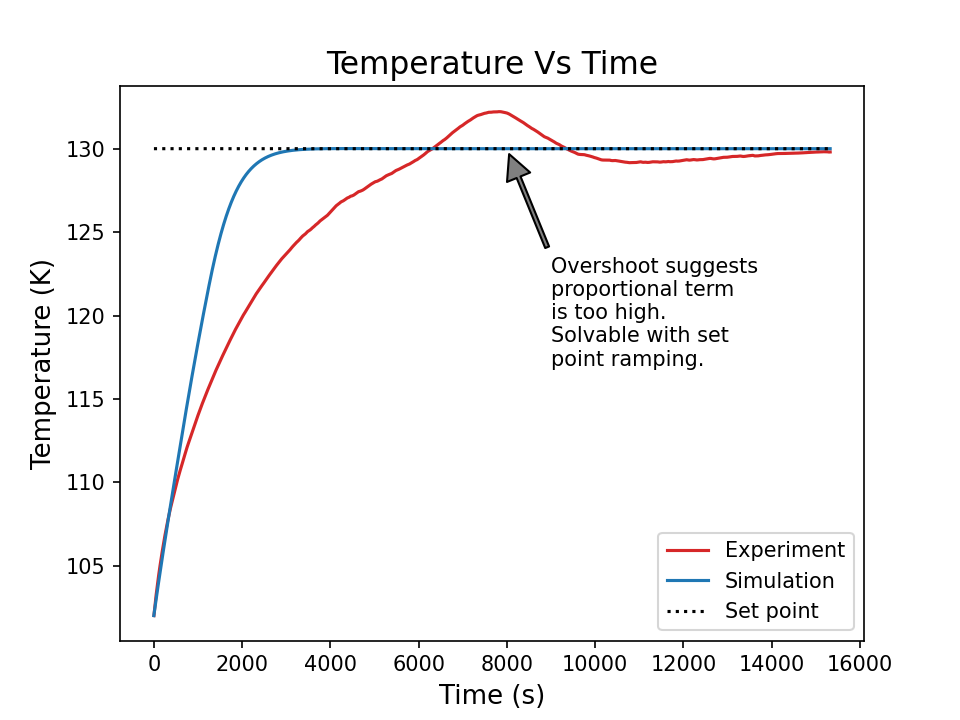 Temperature Vs Time
Temperature (K)
130
125
120
115
110
105
Overshoot suggests
proportional term
is too high.
Solvable with set
point ramping.
Experiment
Simulation
Set point
0 2000 4000 6000 8000 10000 12000 14000 16000
Time (s)